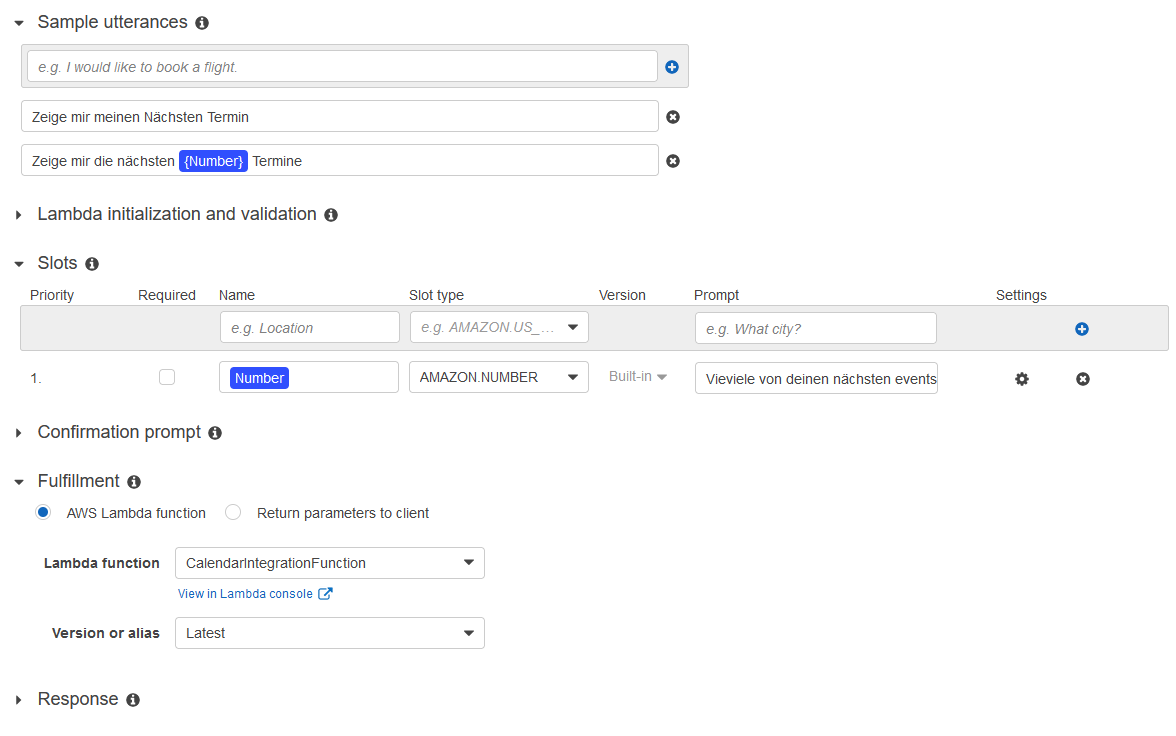 Sample utterances
e.g. I would like to book a flight.
Zeige mir meinen Nächsten Termin
Zeige mir die nächsten {Number} Termine
Lambda initialization and validation
Slots
Priority Required Name Slot type Version Prompt Settings
e.g. Location e.g. AMAZON.US_... e.g. What city?
1. Number AMAZON.NUMBER Built-in Vieviele von deinen nächsten events
Confirmation prompt
Fulfillment
AWS Lambda function Return parameters to client
Lambda function CalendarIntegrationFunction
View in Lambda console
Version or alias Latest
Response